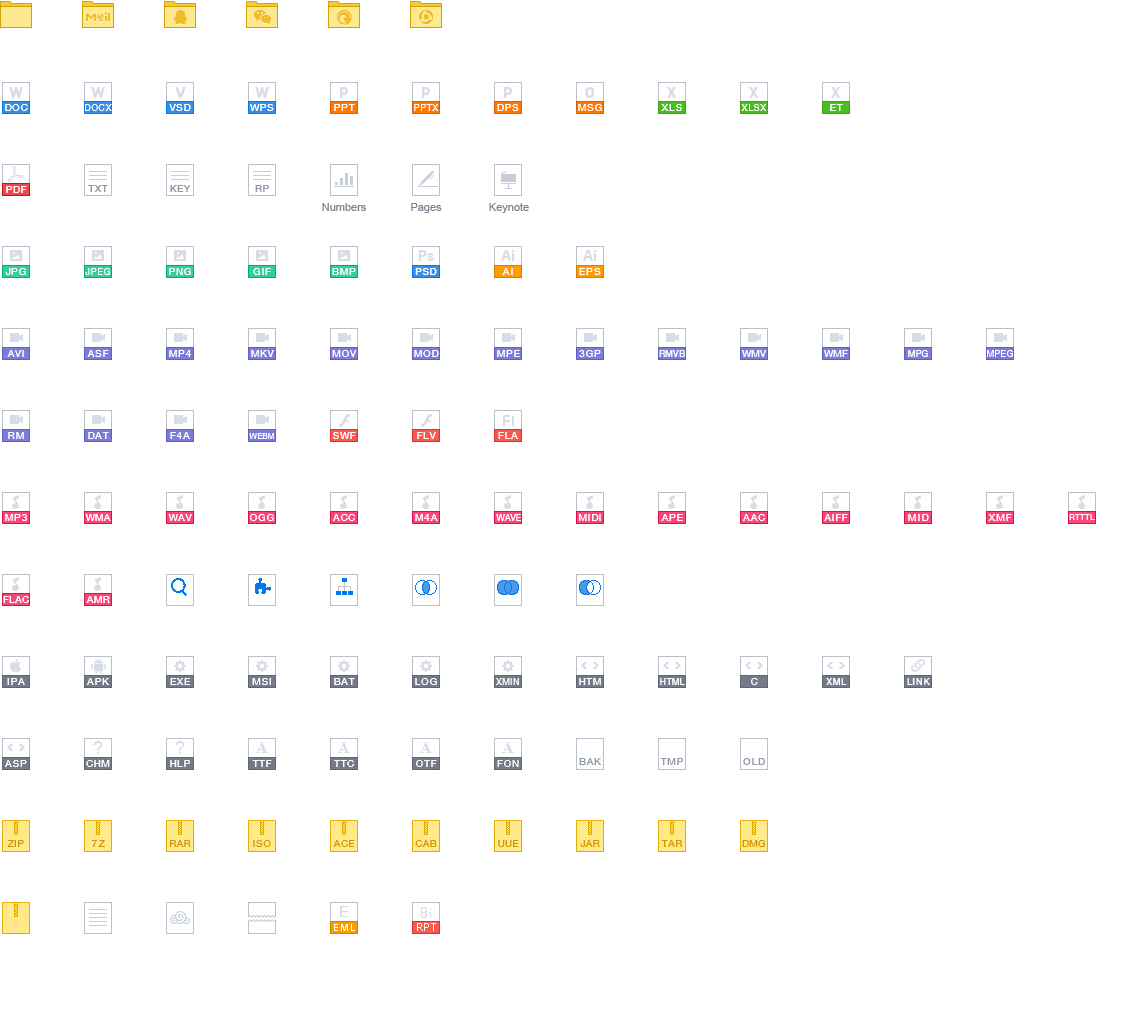 M@il
W W V W P P P O X X X
DOC DOCX VSD WPS PPT PPTX DPS MSG XLS XLSX ET
PDF TXT KEY RP
Numbers Pages Keynote
Ps Ai Ai
JPG JPEG PNG GIF BMP PSD AI EPS
AVI ASF MP4 MKV MOV MOD MPE 3GP RMVB WMV WMF MPG MPEG
Fl
RM DAT F4A WEBM SWF FLV FLA
MP3 WMA WAV OGG ACC M4A WAVE MIDI APE AAC AIFF MID XMF RTTTL
FLAC AMR
< > < > < > < >
IPA APK EXE MSI BAT LOG XMIN HTM HTML C XML LINK
< > ? ? A A A A
ASP CHM HLP TTF TTC OTF FON BAK TMP OLD
ZIP 7Z RAR ISO ACE CAB UUE JAR TAR DMG
E Bi
EML RPT